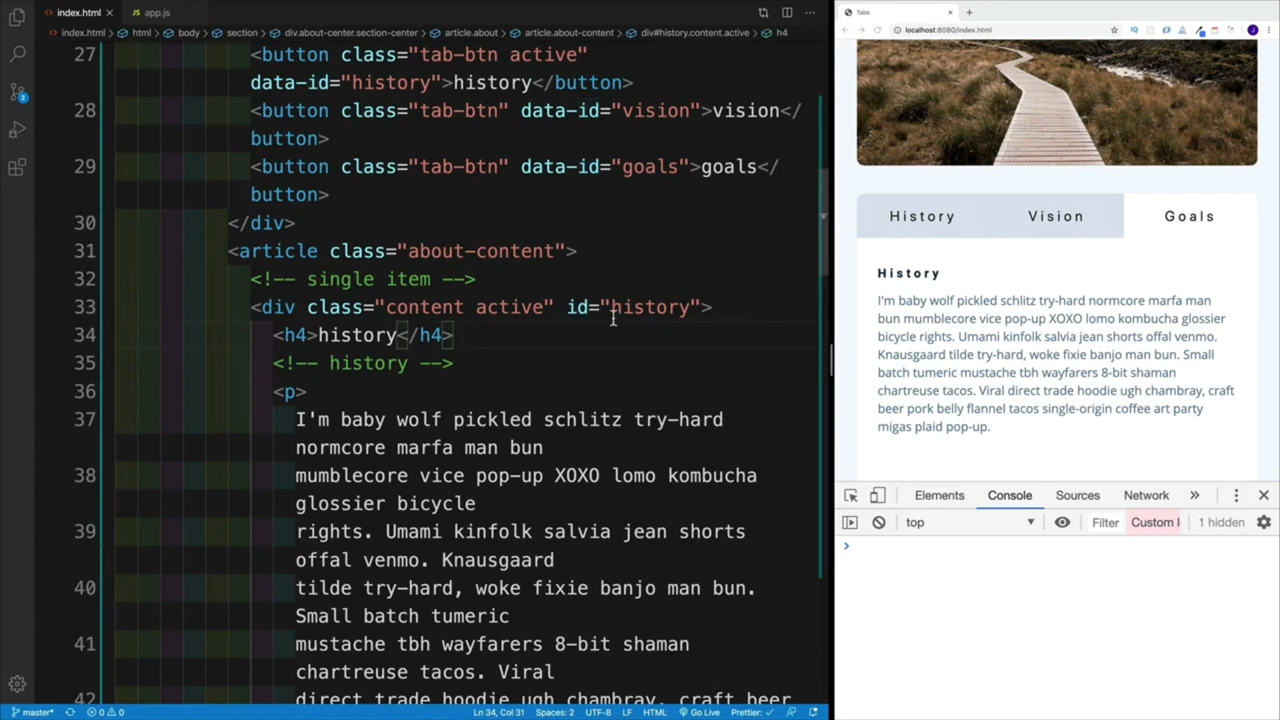 index.html
app.js
index.html > html > body > section > div.about-center.section-center > article.about > article.about-content > div#history.content.active > h4
27 <button class="tab-btn active"
data-id="history">history</button>
28 <button class="tab-btn" data-id="vision">vision</
button>
29 <button class="tab-btn" data-id="goals">goals</
button>
30 </div>
31 <article class="about-content">
32 <!-- single item -->
33 <div class="content active" id="history">
34 <h4>history</h4>
35 <!-- history -->
36 <p>
37 I'm baby wolf pickled schlitz try-hard
normcore marfa man bun
38 mumblecore vice pop-up XOXO lomo kombucha
glossier bicycle
39 rights. Umami kinfolk salvia jean shorts
offal venmo. Knausgaard
40 tilde try-hard, woke fixie banjo man bun.
Small batch tumeric
41 mustache tbh wayfarers 8-bit shaman
chartreuse tacos. Viral
42 direct trade hoodie ugh chambray, craft beer
2
master*
0 0
Ln 34, Col 31
Spaces: 2
UTF-8
LF
HTML
Go Live
Prettier: ✓
Tabs
localhost:8080/index.html
J
History
Vision
Goals
History
I'm baby wolf pickled schlitz try-hard normcore marfa man
bun mumblecore vice pop-up XOXO lomo kombucha glossier
bicycle rights. Umami kinfolk salvia jean shorts offal venmo.
Knausgaard tilde try-hard, woke fixie banjo man bun. Small
batch tumeric mustache tbh wayfarers 8-bit shaman
chartreuse tacos. Viral direct trade hoodie ugh chambray, craft
beer pork belly flannel tacos single-origin coffee art party
migas plaid pop-up.
Elements
Console
Sources
Network
»
top
Filter
Custom l
1 hidden